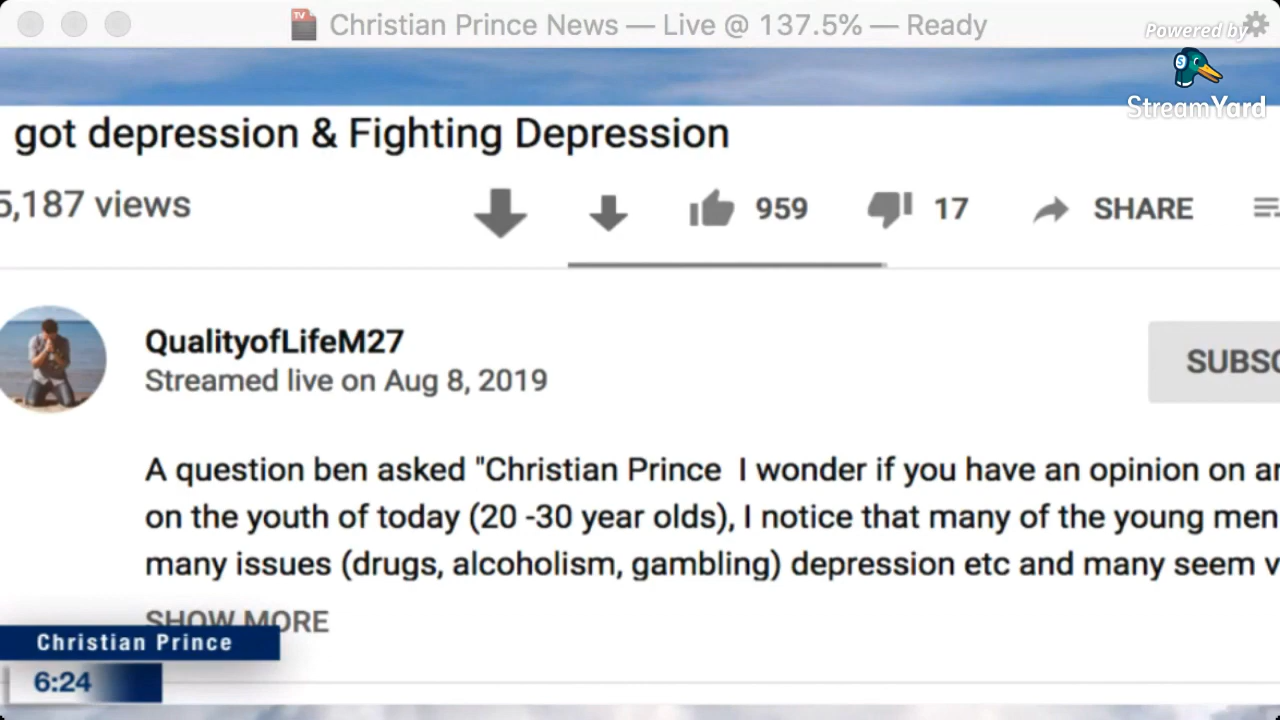 Christian Prince News — Live @ 137.5% — Ready
Powered by
StreamYard
got depression & Fighting Depression
5,187 views
959
17
SHARE
QualityofLifeM27
Streamed live on Aug 8, 2019
SUBSC
A question ben asked "Christian Prince I wonder if you have an opinion on
on the youth of today (20 -30 year olds), I notice that many of the young men
many issues (drugs, alcoholism, gambling) depression etc and many seem
SHOW MORE
Christian Prince
6:24